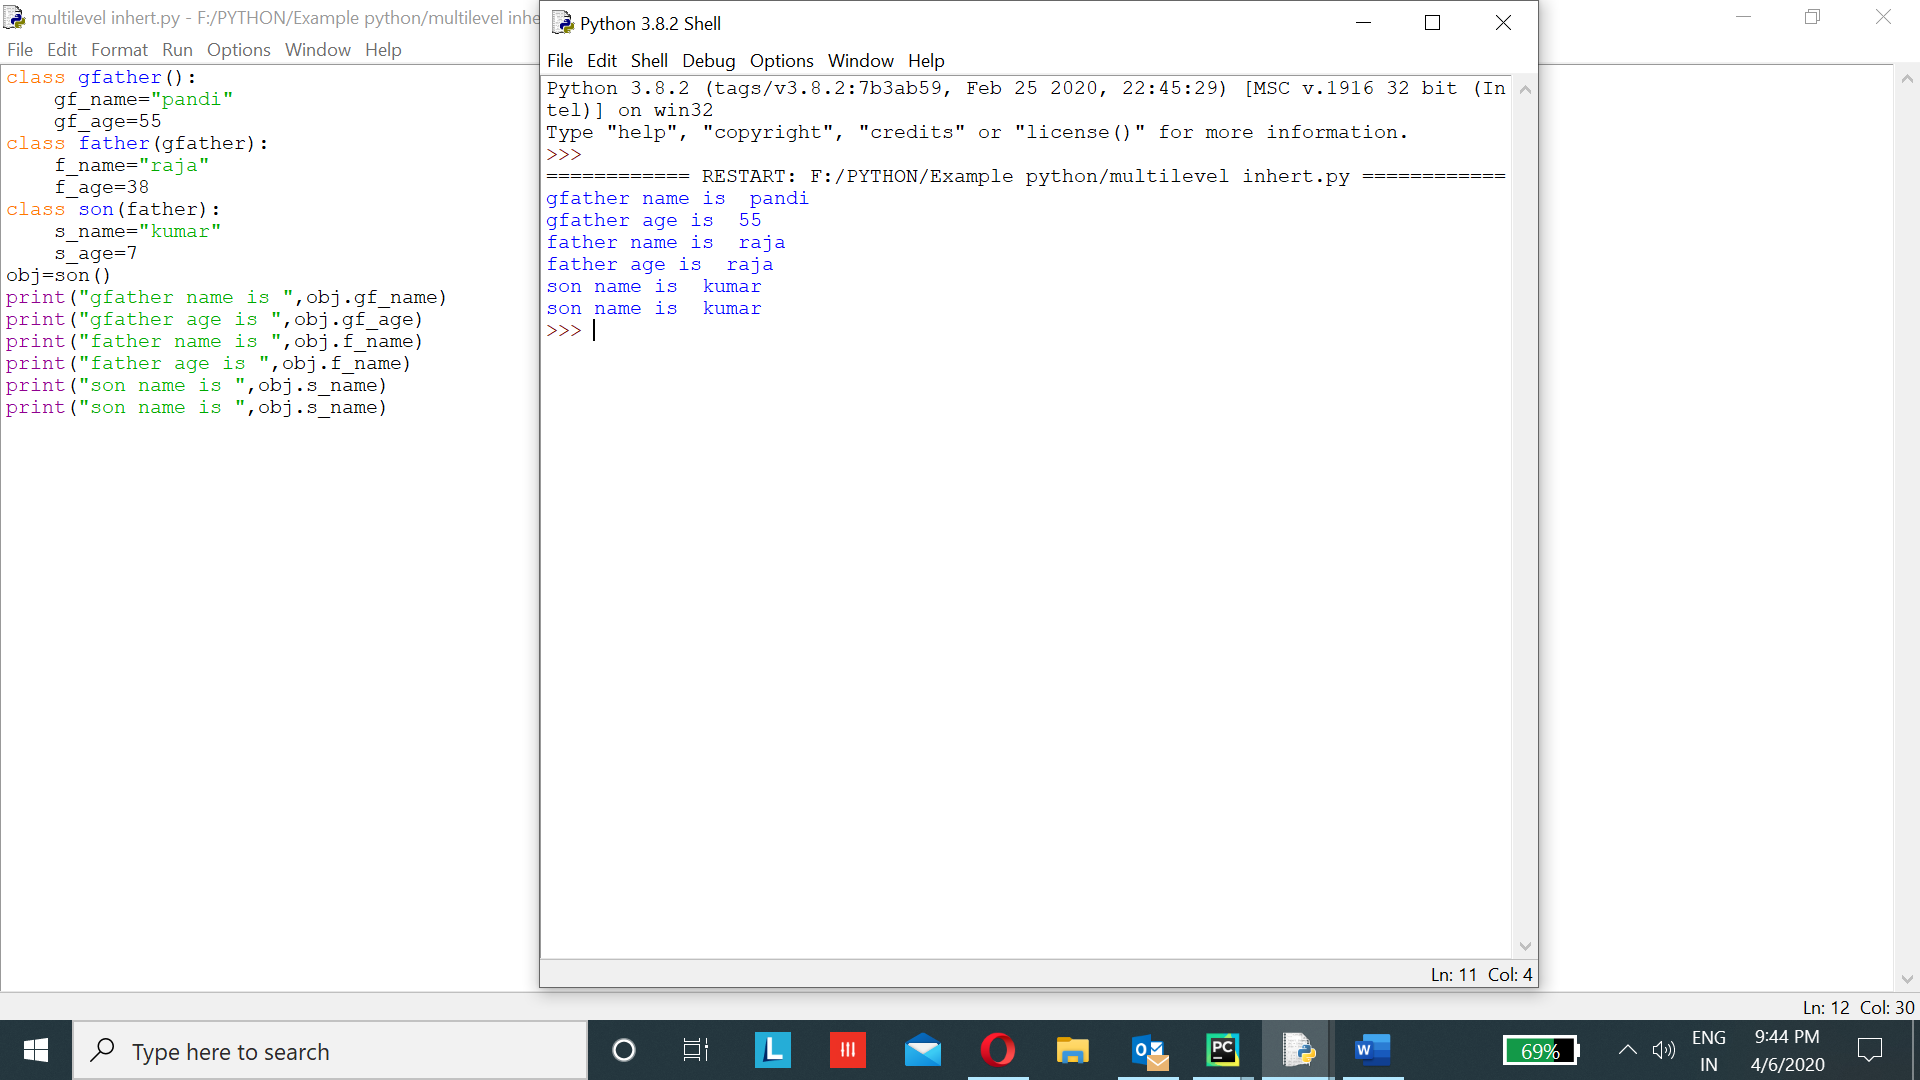 multilevel inhert.py - F:/PYTHON/Example python/multilevel inhe
File Edit Format Run Options Window Help
class gfather():
    gf_name="pandi"
    gf_age=55
class father(gfather):
    f_name="raja"
    f_age=38
class son(father):
    s_name="kumar"
    s_age=7
obj=son()
print("gfather name is ",obj.gf_name)
print("gfather age is ",obj.gf_age)
print("father name is ",obj.f_name)
print("father age is ",obj.f_name)
print("son name is ",obj.s_name)
print("son name is ",obj.s_name)
Python 3.8.2 Shell
File Edit Shell Debug Options Window Help
Python 3.8.2 (tags/v3.8.2:7b3ab59, Feb 25 2020, 22:45:29) [MSC v.1916 32 bit (In
tel)] on win32
Type "help", "copyright", "credits" or "license()" for more information.
>>>
============ RESTART: F:/PYTHON/Example python/multilevel inhert.py ============
gfather name is  pandi
gfather age is  55
father name is  raja
father age is  raja
son name is  kumar
son name is  kumar
>>>
Ln: 11 Col: 4
Ln: 12 Col: 30
Type here to search
L
PC
W
69%
ENG
IN
9:44 PM
4/6/2020